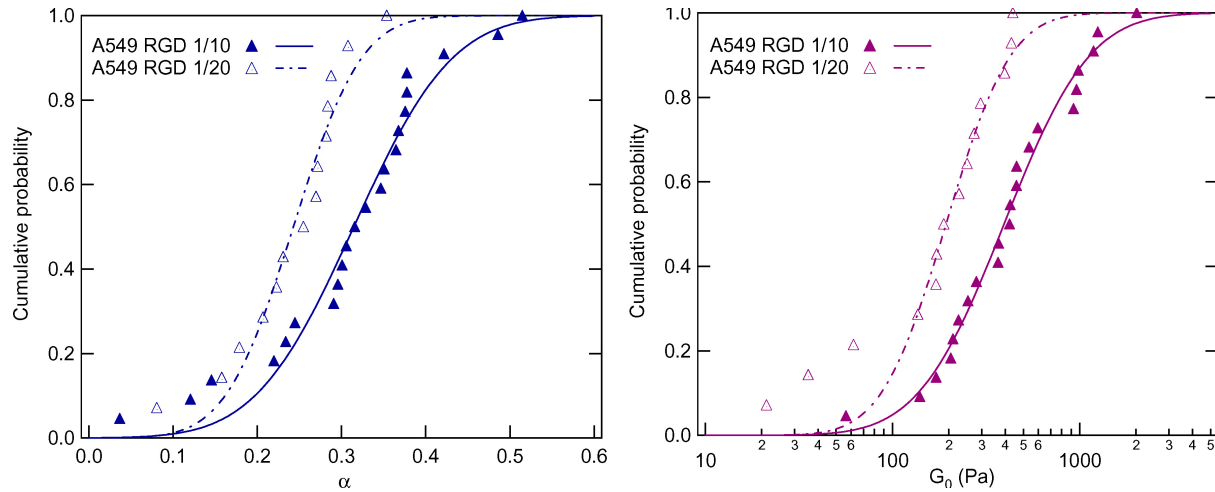 1.0
0.8
0.6
0.4
0.2
0.0
Cumulative probability
A549 RGD 1/10
A549 RGD 1/20
0.0 0.1 0.2 0.3 0.4 0.5 0.6
α
1.0
0.8
0.6
0.4
0.2
0.0
Cumulative probability
A549 RGD 1/10
A549 RGD 1/20
10 2 3 4 5 6 100 2 3 4 5 6 1000 2 3 4 5
G₀ (Pa)